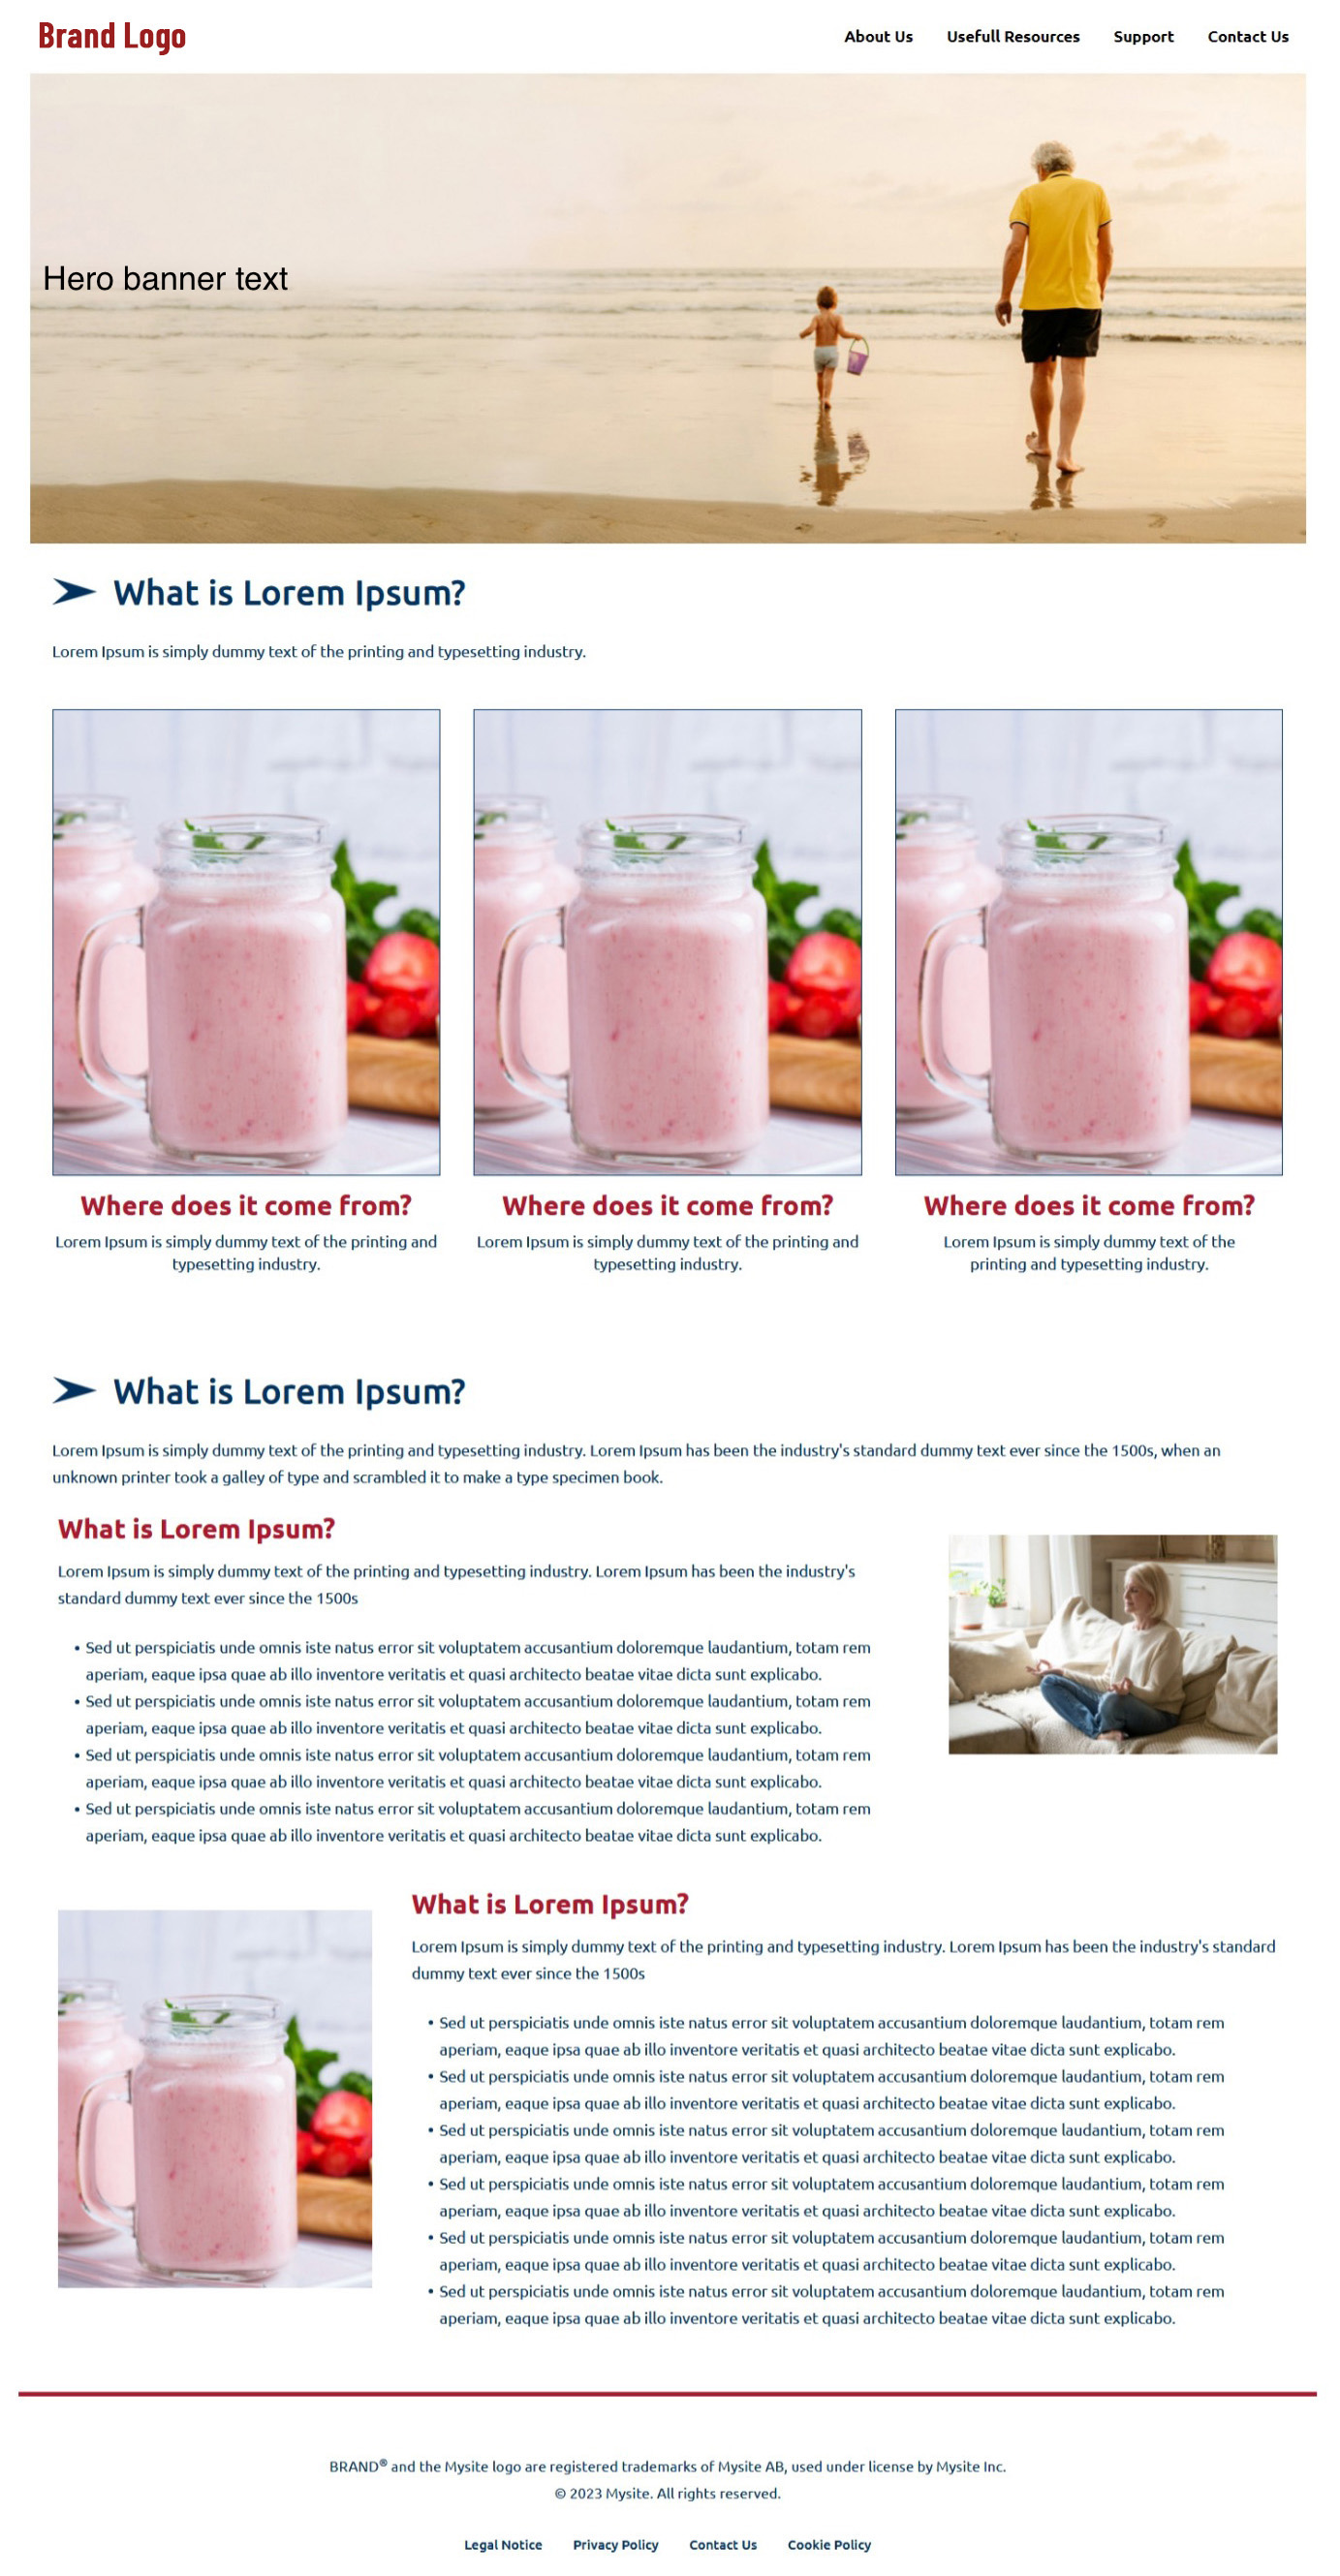 Brand Logo
About Us Usefull Resources Support Contact Us
Hero banner text
What is Lorem Ipsum?
Lorem Ipsum is simply dummy text of the printing and typesetting industry.
Where does it come from?
Lorem Ipsum is simply dummy text of the printing and
typesetting industry.
Where does it come from?
Lorem Ipsum is simply dummy text of the printing and
typesetting industry.
Where does it come from?
Lorem Ipsum is simply dummy text of the
printing and typesetting industry.
What is Lorem Ipsum?
Lorem Ipsum is simply dummy text of the printing and typesetting industry. Lorem Ipsum has been the industry's standard dummy text ever since the 1500s, when an
unknown printer took a galley of type and scrambled it to make a type specimen book.
What is Lorem Ipsum?
Lorem Ipsum is simply dummy text of the printing and typesetting industry. Lorem Ipsum has been the industry's
standard dummy text ever since the 1500s
• Sed ut perspiciatis unde omnis iste natus error sit voluptatem accusantium doloremque laudantium, totam rem
aperiam, eaque ipsa quae ab illo inventore veritatis et quasi architecto beatae vitae dicta sunt explicabo.
• Sed ut perspiciatis unde omnis iste natus error sit voluptatem accusantium doloremque laudantium, totam rem
aperiam, eaque ipsa quae ab illo inventore veritatis et quasi architecto beatae vitae dicta sunt explicabo.
• Sed ut perspiciatis unde omnis iste natus error sit voluptatem accusantium doloremque laudantium, totam rem
aperiam, eaque ipsa quae ab illo inventore veritatis et quasi architecto beatae vitae dicta sunt explicabo.
• Sed ut perspiciatis unde omnis iste natus error sit voluptatem accusantium doloremque laudantium, totam rem
aperiam, eaque ipsa quae ab illo inventore veritatis et quasi architecto beatae vitae dicta sunt explicabo.
What is Lorem Ipsum?
Lorem Ipsum is simply dummy text of the printing and typesetting industry. Lorem Ipsum has been the industry's standard
dummy text ever since the 1500s
• Sed ut perspiciatis unde omnis iste natus error sit voluptatem accusantium doloremque laudantium, totam rem
aperiam, eaque ipsa quae ab illo inventore veritatis et quasi architecto beatae vitae dicta sunt explicabo.
• Sed ut perspiciatis unde omnis iste natus error sit voluptatem accusantium doloremque laudantium, totam rem
aperiam, eaque ipsa quae ab illo inventore veritatis et quasi architecto beatae vitae dicta sunt explicabo.
• Sed ut perspiciatis unde omnis iste natus error sit voluptatem accusantium doloremque laudantium, totam rem
aperiam, eaque ipsa quae ab illo inventore veritatis et quasi architecto beatae vitae dicta sunt explicabo.
• Sed ut perspiciatis unde omnis iste natus error sit voluptatem accusantium doloremque laudantium, totam rem
aperiam, eaque ipsa quae ab illo inventore veritatis et quasi architecto beatae vitae dicta sunt explicabo.
• Sed ut perspiciatis unde omnis iste natus error sit voluptatem accusantium doloremque laudantium, totam rem
aperiam, eaque ipsa quae ab illo inventore veritatis et quasi architecto beatae vitae dicta sunt explicabo.
• Sed ut perspiciatis unde omnis iste natus error sit voluptatem accusantium doloremque laudantium, totam rem
aperiam, eaque ipsa quae ab illo inventore veritatis et quasi architecto beatae vitae dicta sunt explicabo.
BRAND® and the Mysite logo are registered trademarks of Mysite AB, used under license by Mysite Inc.
© 2023 Mysite. All rights reserved.
Legal Notice Privacy Policy Contact Us Cookie Policy